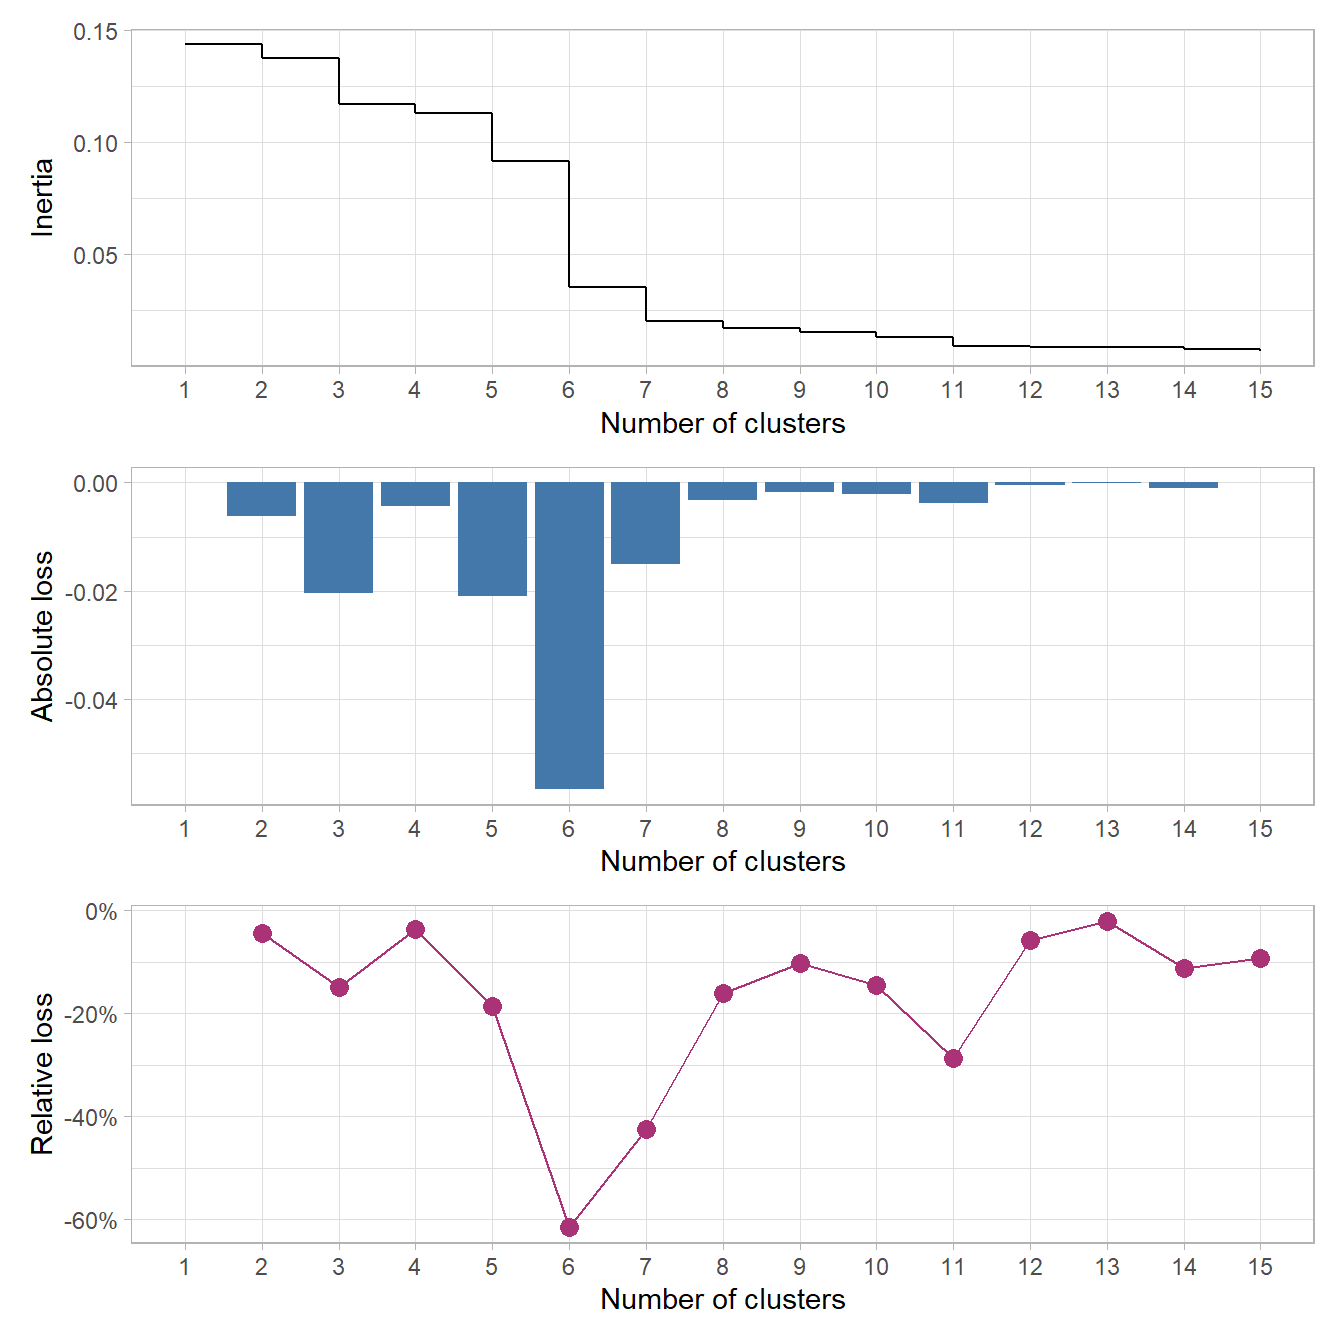 0.15
0.10
0.05
Inertia
1 2 3 4 5 6 7 8 9 10 11 12 13 14 15
Number of clusters
0.00
-0.02
-0.04
Absolute loss
1 2 3 4 5 6 7 8 9 10 11 12 13 14 15
Number of clusters
0%
-20%
-40%
-60%
Relative loss
1 2 3 4 5 6 7 8 9 10 11 12 13 14 15
Number of clusters